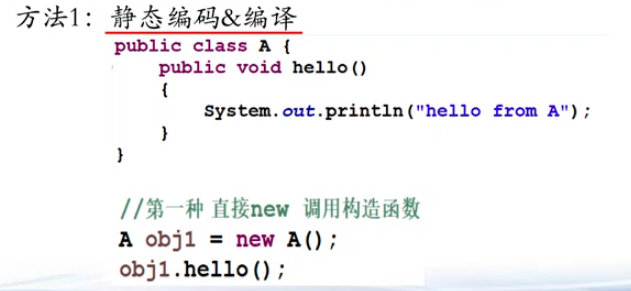 方法1：静态编码&编译
public class A {
public void hello()
{
System.out.println("hello from A");
}
}
//第一种 直接new 调用构造函数
A obj1 = new A();
obj1.hello();